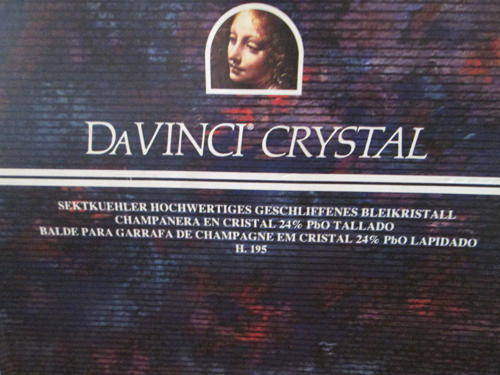 DAVINCI® CRYSTAL
SEKTKUEHLER HOCHWERTIGES GESCHLIFFENES BLEIKRISTALL
CHAMPANERA EN CRISTAL 24% PbO TALLADO
BALDE PARA GARRAFA DE CHAMPAGNE EM CRISTAL 24% PbO LAPIDADO
H. 195